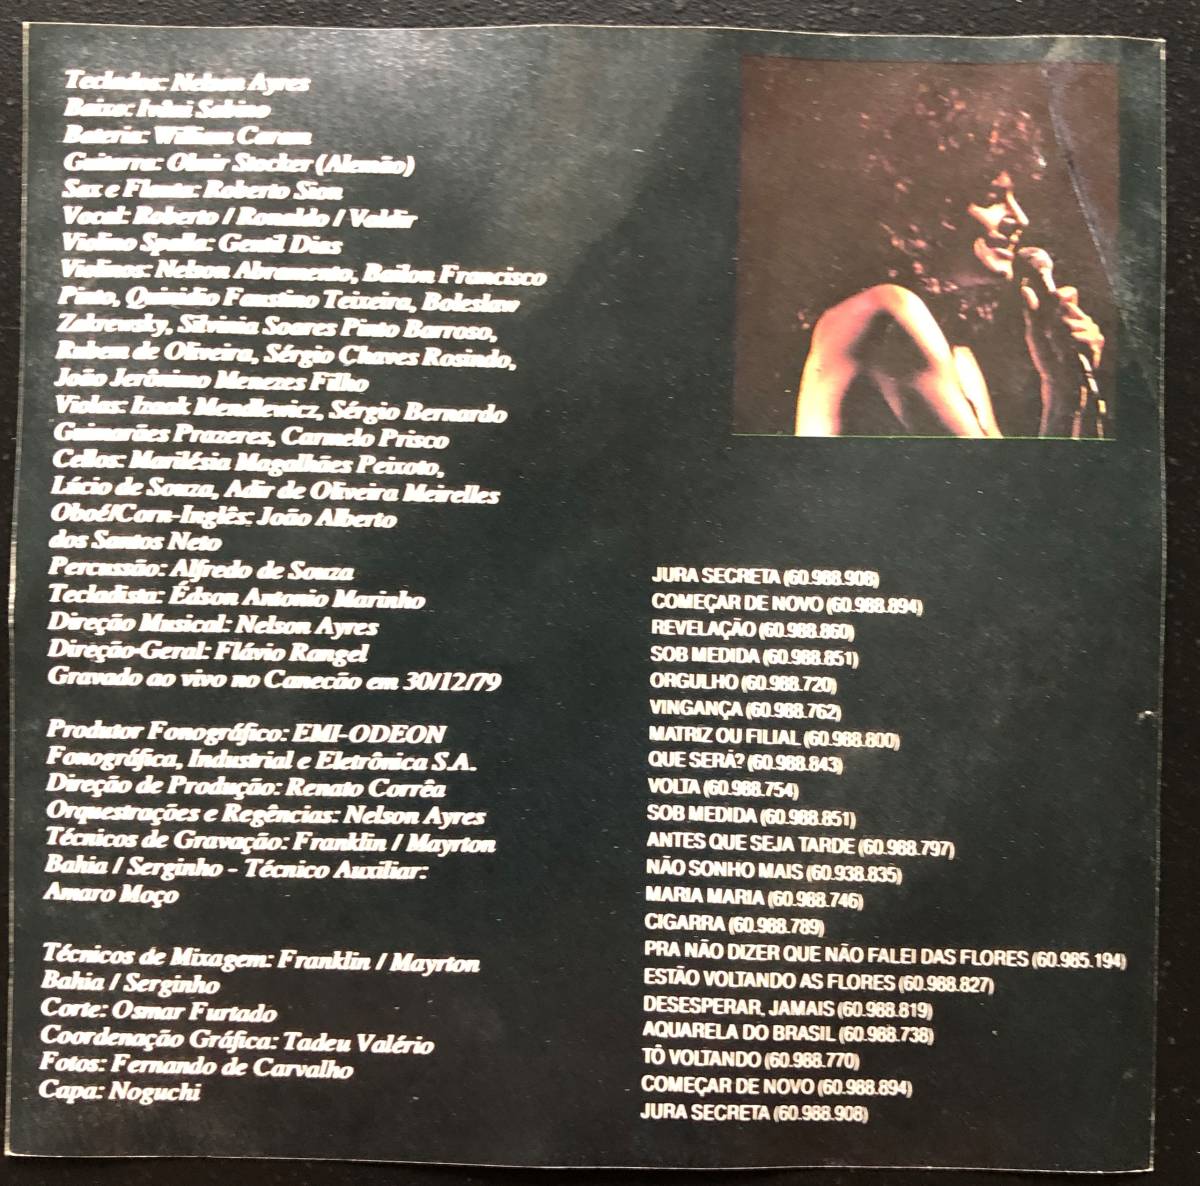 Teclados: Nelson Ayres
Baixo: Ivâni Sabino
Bateria: William Caram
Guitarra: Olmir Stocker (Alemão)
Sax e Flauta: Roberto Sion
Vocal: Roberto / Ronaldo / Valdir
Violino Spalla: Gentil Dias
Violinos: Nelson Abramento, Bailon Francisco
Pinto, Quinidio Faustino Teixeira, Boleslaw
Zakrewsky, Silvinia Soares Pinto Barroso,
Rubem de Oliveira, Sérgio Chaves Rosindo,
João Jerônimo Menezes Filho
Violas: Izaak Mendlewicz, Sérgio Bernardo
Guimarães Prazeres, Carmelo Prisco
Cellos: Marilésia Magalhães Peixoto,
Lúcio de Souza, Adir de Oliveira Meirelles
Oboé/Corn-Inglês: João Alberto
dos Santos Neto
Percussão: Alfredo de Souza
Tecladista: Édson Antonio Marinho
Direção Musical: Nelson Ayres
Direção-Geral: Flávio Rangel
Gravado ao vivo no Canecão em 30/12/79
Produtor Fonográfico: EMI-ODEON
Fonográfica, Industrial e Eletrônica S.A.
Direção de Produção: Renato Corrêa
Orquestrações e Regências: Nelson Ayres
Técnicos de Gravação: Franklin / Mayrton
Bahia / Serginho - Técnico Auxiliar:
Amaro Moço
Técnicos de Mixagem: Franklin / Mayrton
Bahia / Serginho
Corte: Osmar Furtado
Coordenação Gráfica: Tadeu Valério
Fotos: Fernando de Carvalho
Capa: Noguchi
JURA SECRETA (60.988.908)
COMEÇAR DE NOVO (60.988.894)
REVELAÇÃO (60.988.860)
SOB MEDIDA (60.988.851)
ORGULHO (60.988.720)
VINGANÇA (60.988.762)
MATRIZ OU FILIAL (60.988.800)
QUE SERÁ? (60.988.843)
VOLTA (60.988.754)
SOB MEDIDA (60.988.851)
ANTES QUE SEJA TARDE (60.988.797)
NÃO SONHO MAIS (60.938.835)
MARIA MARIA (60.988.746)
CIGARRA (60.988.789)
PRA NÃO DIZER QUE NÃO FALEI DAS FLORES (60.985.194)
ESTÃO VOLTANDO AS FLORES (60.988.827)
DESESPERAR, JAMAIS (60.988.819)
AQUARELA DO BRASIL (60.988.738)
TÔ VOLTANDO (60.988.770)
COMEÇAR DE NOVO (60.988.894)
JURA SECRETA (60.988.908)